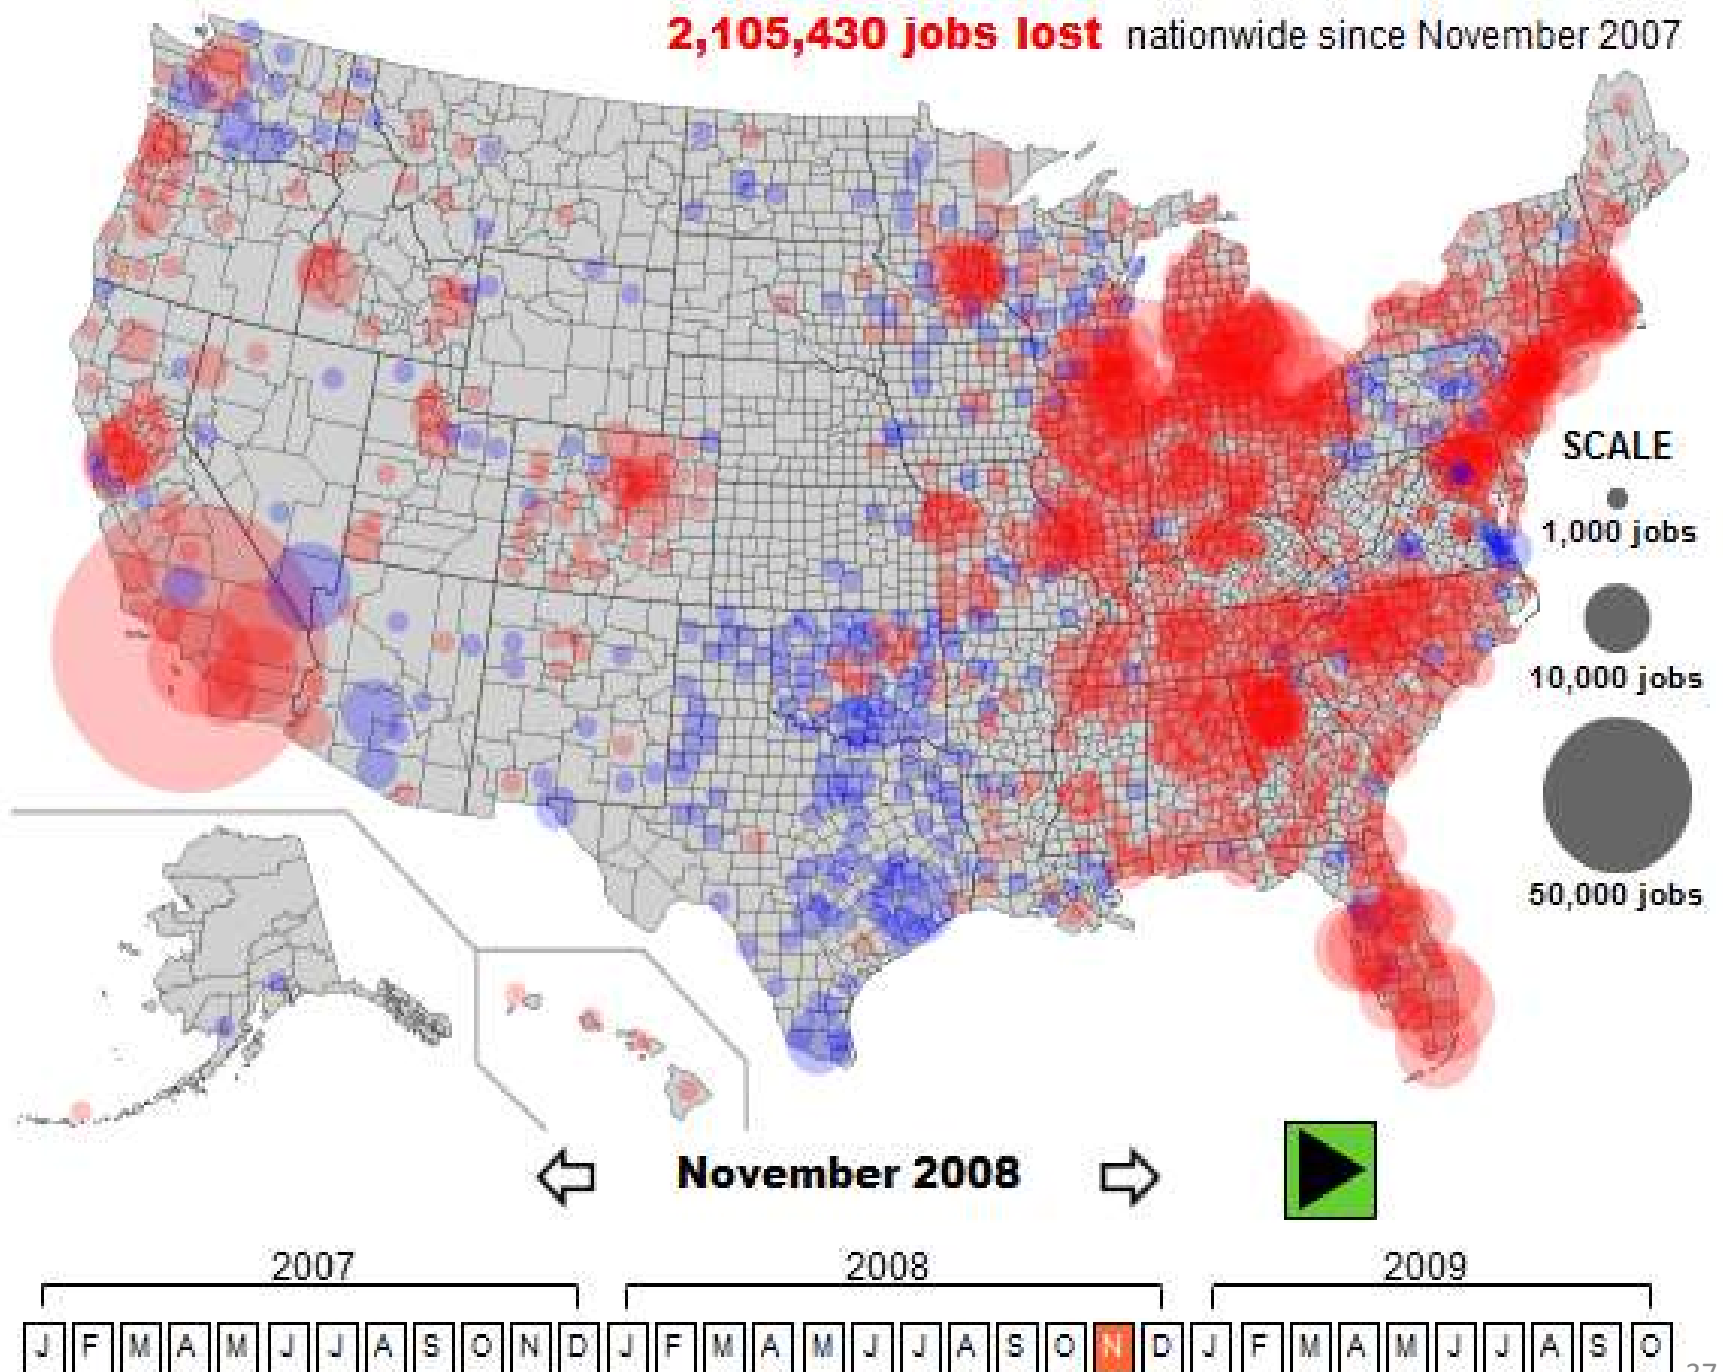 2,105,430 jobs lost nationwide since November 2007
SCALE
1,000 jobs
10,000 jobs
50,000 jobs
November 2008
2007 2008 2009
J F M A M J J A S O N D J F M A M J J A S O N D J F M A M J J A S O
37